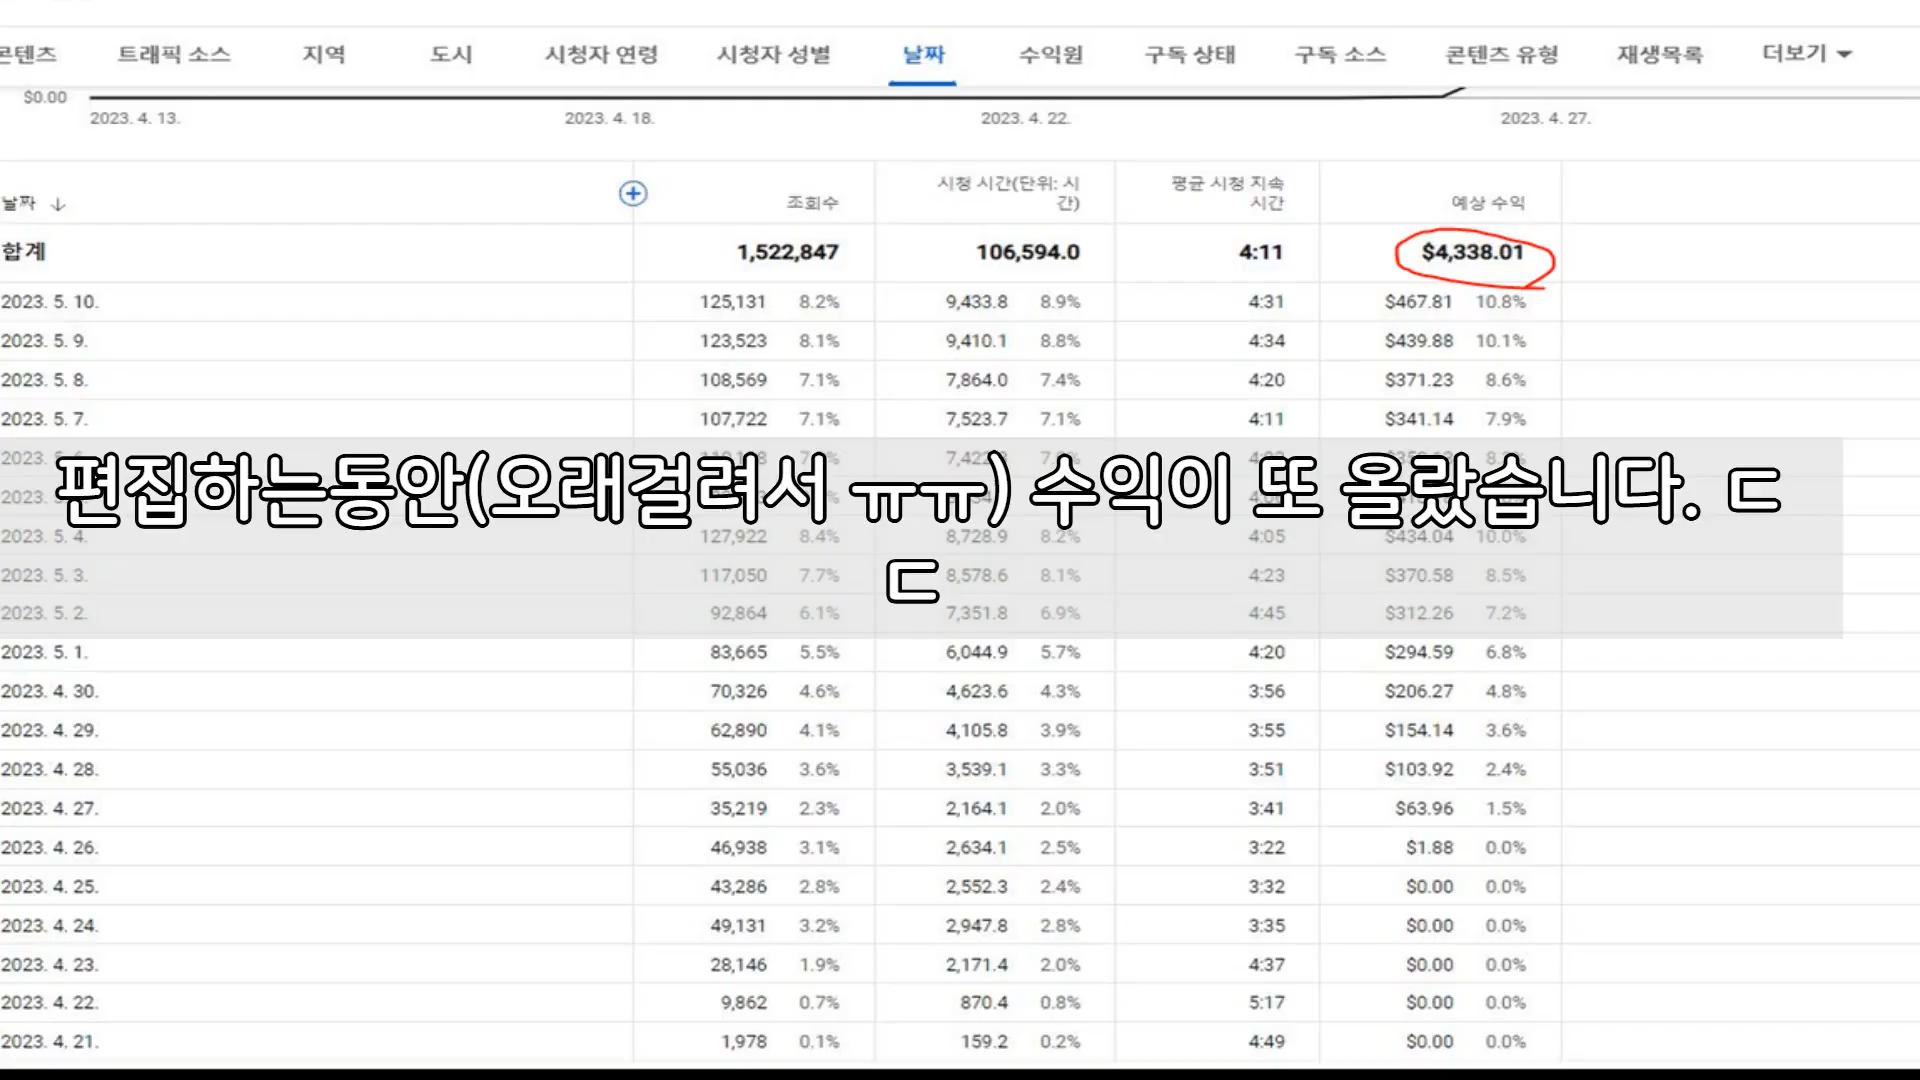 콘텐츠 트래픽 소스 지역 도시 시청자 연령 시청자 성별 날짜 수익원 구독 상태 구독 소스 콘텐츠 유형 재생목록 더보기
$0.00
2023. 4. 13. 2023. 4. 18. 2023. 4. 22. 2023. 4. 27.
날짜 ↓ 조회수 시청 시간(단위: 시간) 평균 시청 지속 시간 예상 수익
합계 1,522,847 106,594.0 4:11 $4,338.01
2023. 5. 10. 125,131 8.2% 9,433.8 8.9% 4:31 $467.81 10.8%
2023. 5. 9. 123,523 8.1% 9,410.1 8.8% 4:34 $439.88 10.1%
2023. 5. 8. 108,569 7.1% 7,864.0 7.4% 4:20 $371.23 8.6%
2023. 5. 7. 107,722 7.1% 7,523.7 7.1% 4:11 $341.14 7.9%
편집하는동안(오래걸려서 ㅠㅠ) 수익이 또 올랐습니다. ㄷ
ㄷ
2023. 5. 4. 127,922 8.4% 8,728.9 8.2% 4:05 $434.04 10.0%
2023. 5. 3. 117,050 7.7% 8,578.6 8.1% 4:23 $370.58 8.5%
2023. 5. 2. 92,864 6.1% 7,351.8 6.9% 4:45 $312.26 7.2%
2023. 5. 1. 83,665 5.5% 6,044.9 5.7% 4:20 $294.59 6.8%
2023. 4. 30. 70,326 4.6% 4,623.6 4.3% 3:56 $206.27 4.8%
2023. 4. 29. 62,890 4.1% 4,105.8 3.9% 3:55 $154.14 3.6%
2023. 4. 28. 55,036 3.6% 3,539.1 3.3% 3:51 $103.92 2.4%
2023. 4. 27. 35,219 2.3% 2,164.1 2.0% 3:41 $63.96 1.5%
2023. 4. 26. 46,938 3.1% 2,634.1 2.5% 3:22 $1.88 0.0%
2023. 4. 25. 43,286 2.8% 2,552.3 2.4% 3:32 $0.00 0.0%
2023. 4. 24. 49,131 3.2% 2,947.8 2.8% 3:35 $0.00 0.0%
2023. 4. 23. 28,146 1.9% 2,171.4 2.0% 4:37 $0.00 0.0%
2023. 4. 22. 9,862 0.7% 870.4 0.8% 5:17 $0.00 0.0%
2023. 4. 21. 1,978 0.1% 159.2 0.2% 4:49 $0.00 0.0%